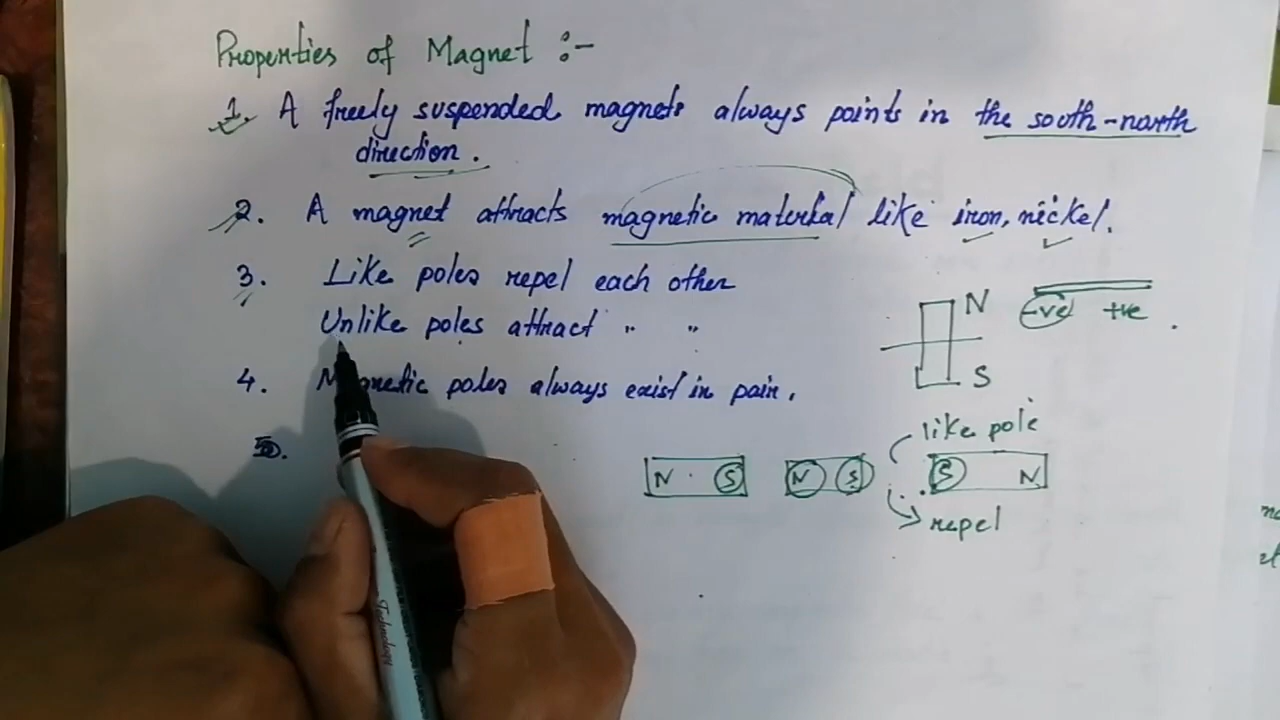 Properties of Magnet :-
1. A freely suspended magnets always points in the south-north
direction.
2. A magnet attracts magnetic material like iron, nickel.
3. Like poles repel each other
Unlike poles attract " "
N
-ve +ve
S
4. Magnetic poles always exist in pair.
like pole
5.
N S N S S N
repel
Technology